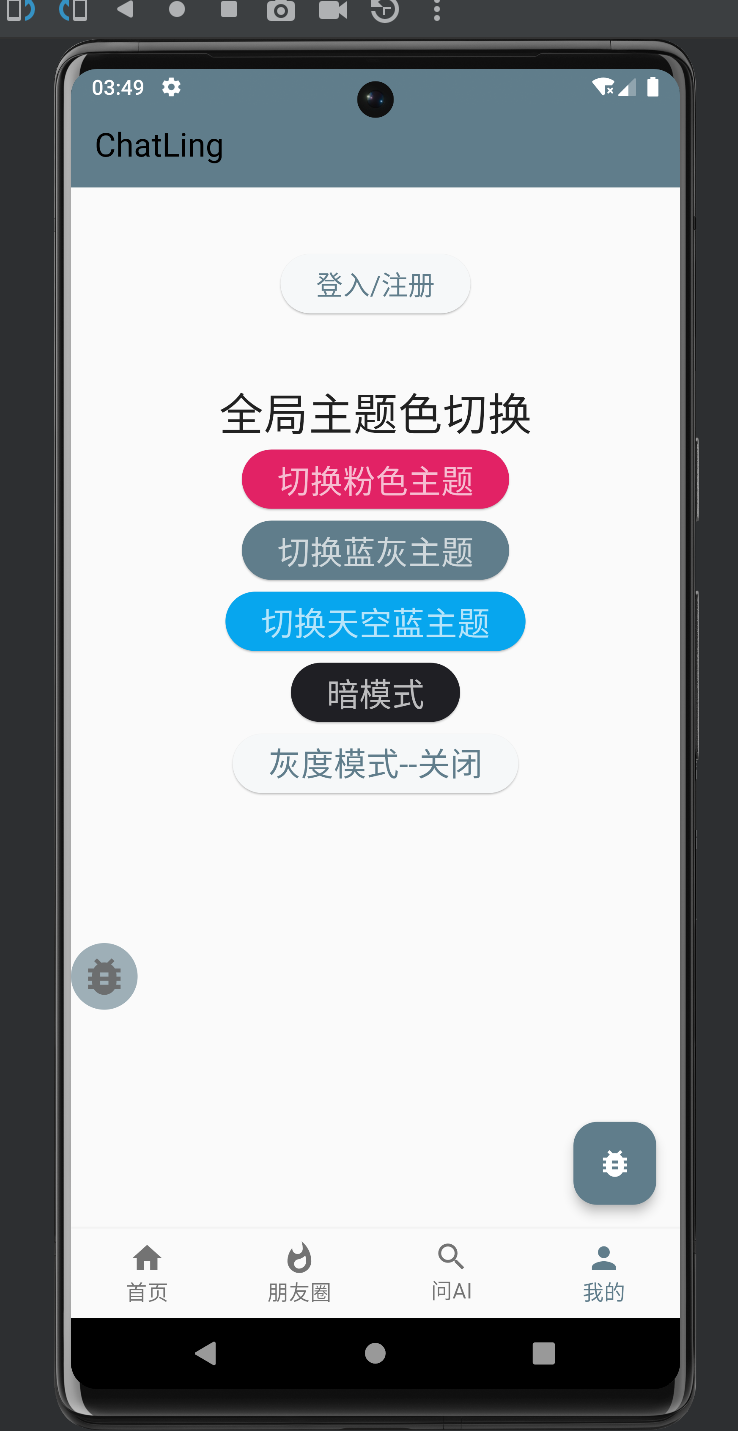 03:49
ChatLing
登入/注册
全局主题色切换
切换粉色主题
切换蓝灰主题
切换天空蓝主题
暗模式
灰度模式--关闭
首页
朋友圈
问AI
我的